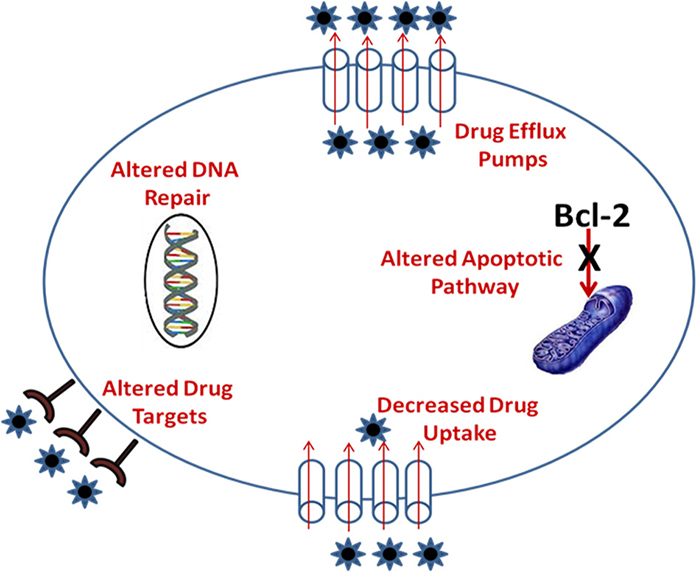 Drug Efflux
Pumps
Altered DNA
Repair
Bcl-2
X
Altered Apoptotic
Pathway
Altered Drug
Targets
Decreased Drug
Uptake